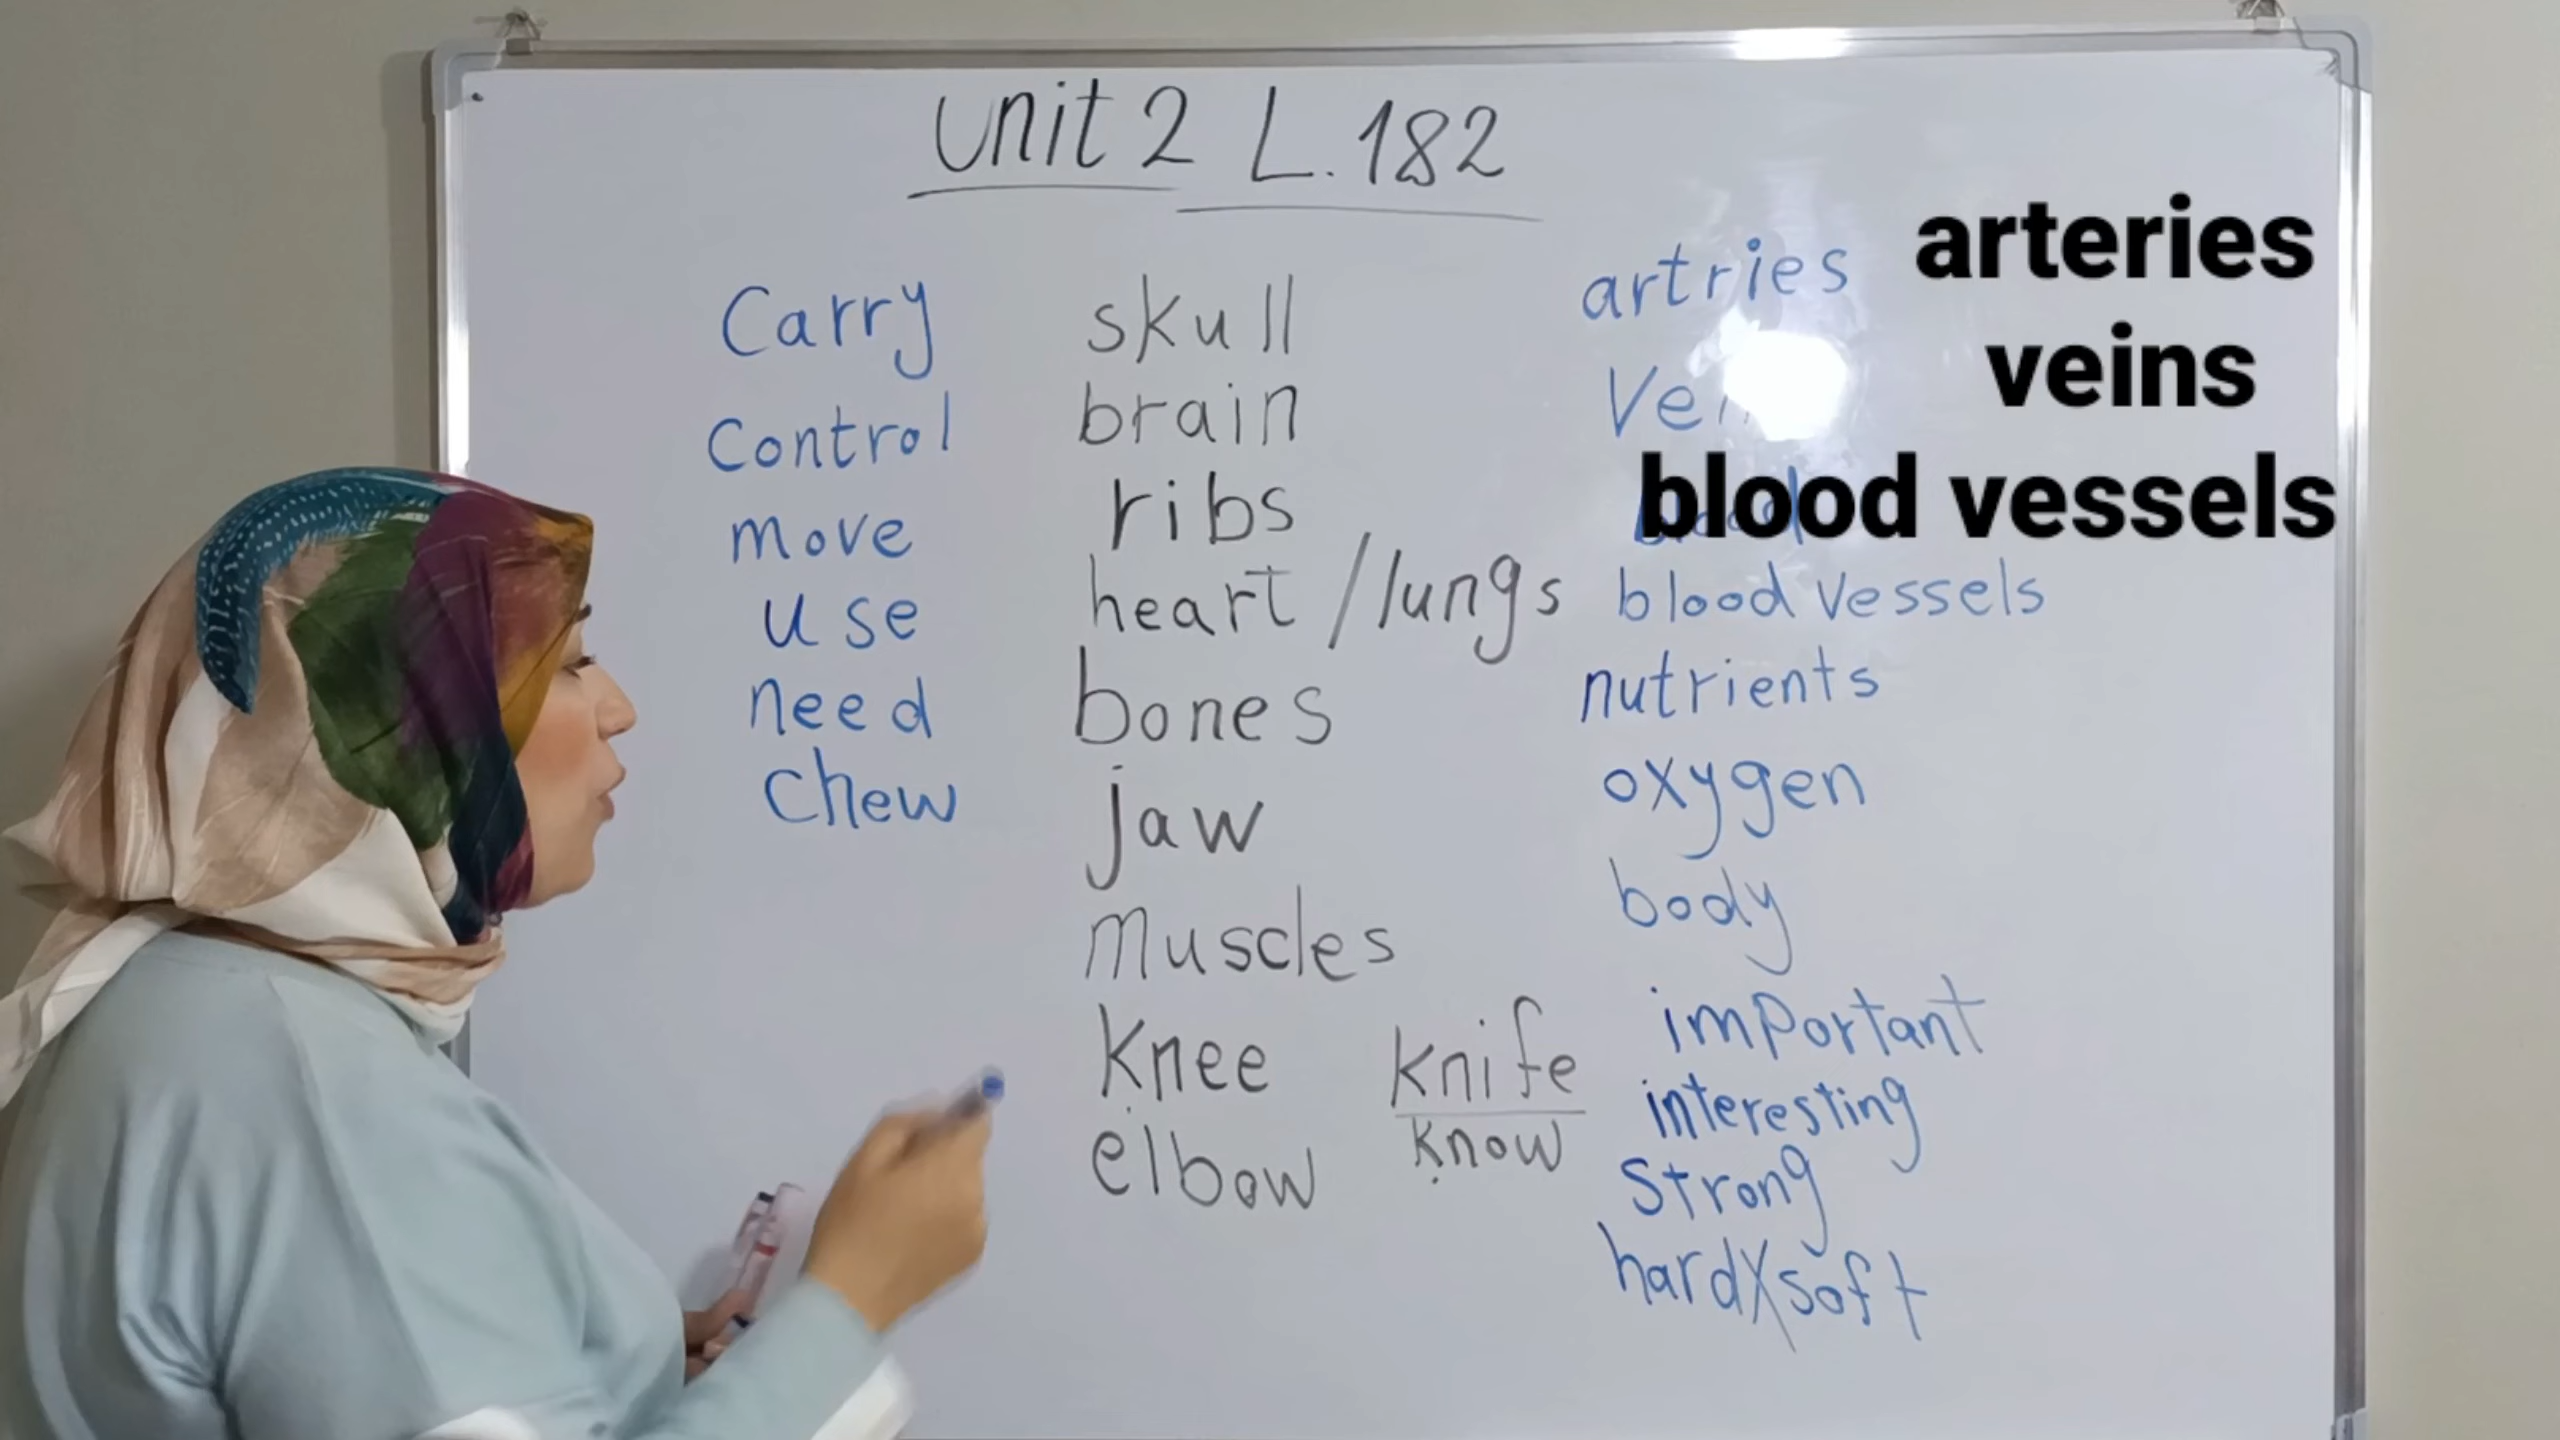 Unit 2 L.182
Carry
Control
move
use
need
chew
skull
brain
ribs
heart / lungs
bones
jaw
muscles
knee
elbow
knife
know
artries
blood
blood vessels
nutrients
oxygen
body
important
interesting
strong
hard X soft
arteries
veins
blood vessels